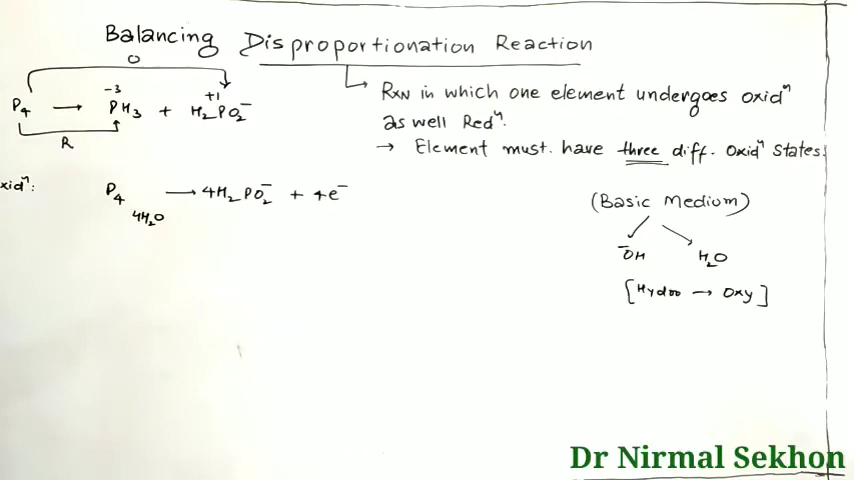 Balancing Disproportionation Reaction
O
-3 +1
P4 → PH3 + H2PO2⁻
R
↳ Rxn in which one element undergoes oxidⁿ
as well Redⁿ.
→ Element must. have three diff. Oxidⁿ states.
xidⁿ: P4 → 4H2PO2⁻ + 4e⁻
4H2O
(Basic Medium)
⁻OH H2O
[Hydro → Oxy]
Dr Nirmal Sekhon